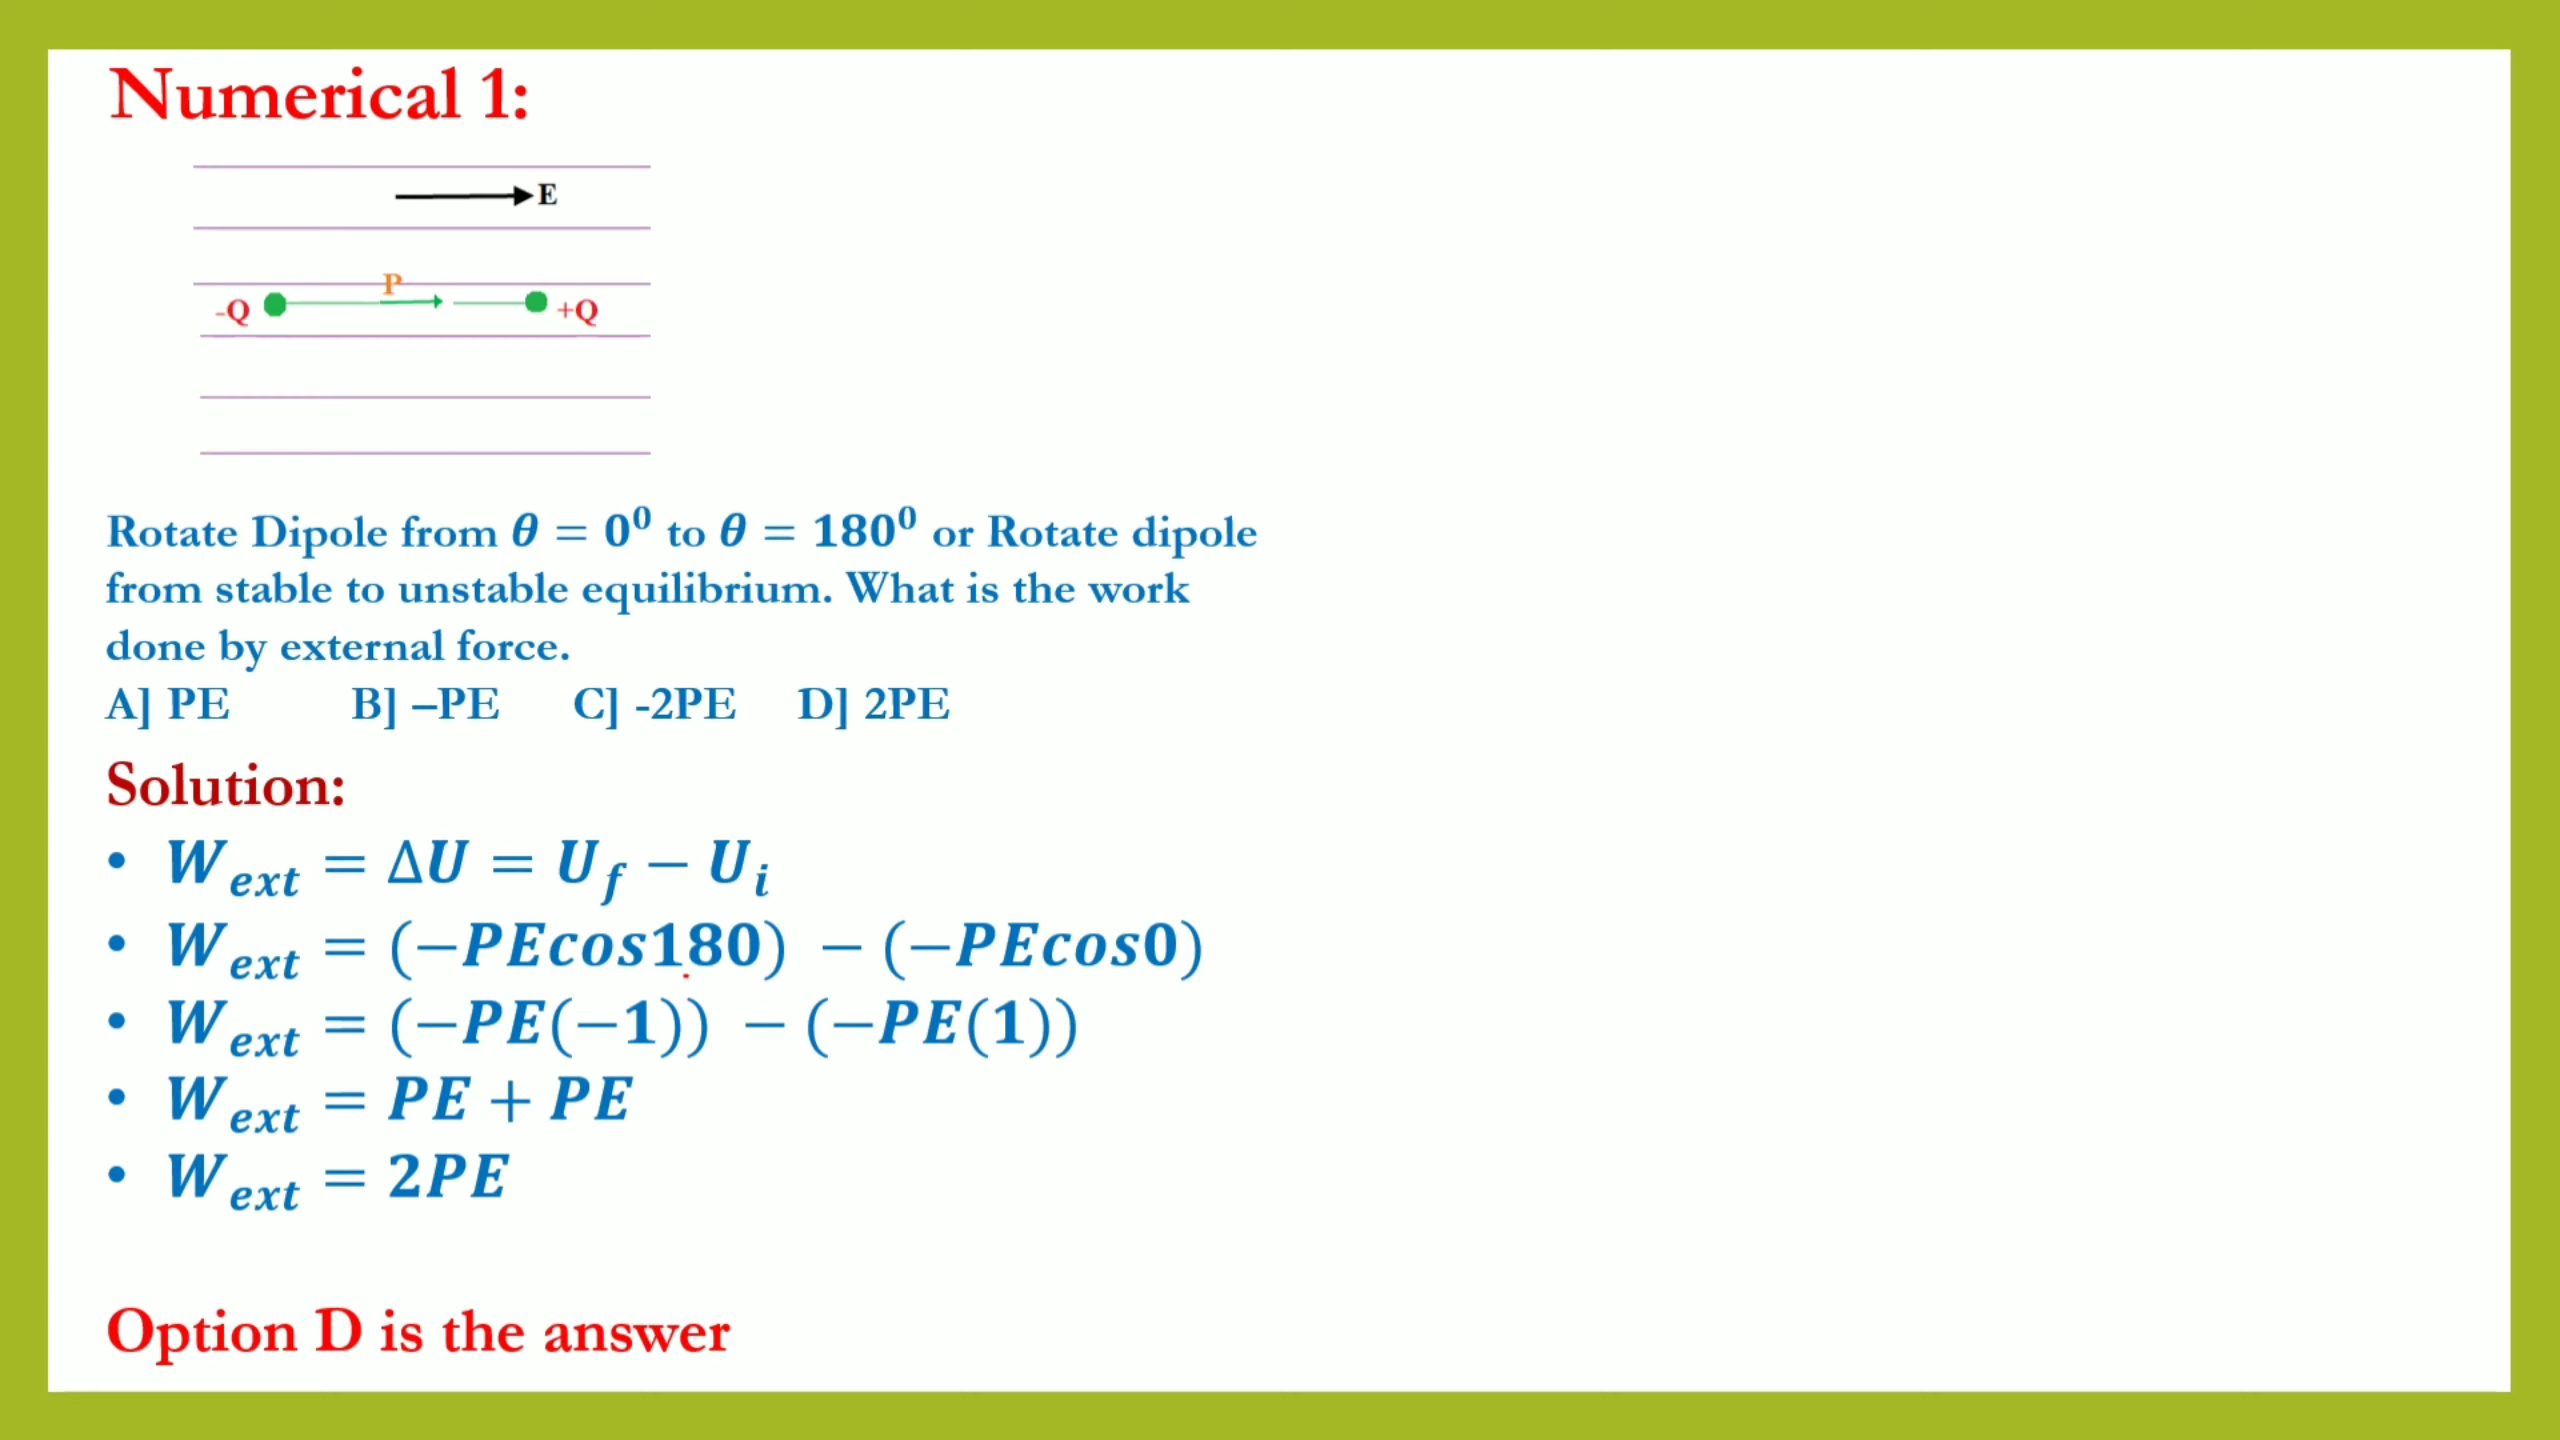 Numerical 1:
E
P
-Q
+Q
Rotate Dipole from θ = 0⁰ to θ = 180⁰ or Rotate dipole
from stable to unstable equilibrium. What is the work
done by external force.
A] PE B] –PE C] -2PE D] 2PE
Solution:
• W_ext = ΔU = U_f − U_i
• W_ext = (−PEcos180) − (−PEcos0)
• W_ext = (−PE(−1)) − (−PE(1))
• W_ext = PE + PE
• W_ext = 2PE
Option D is the answer